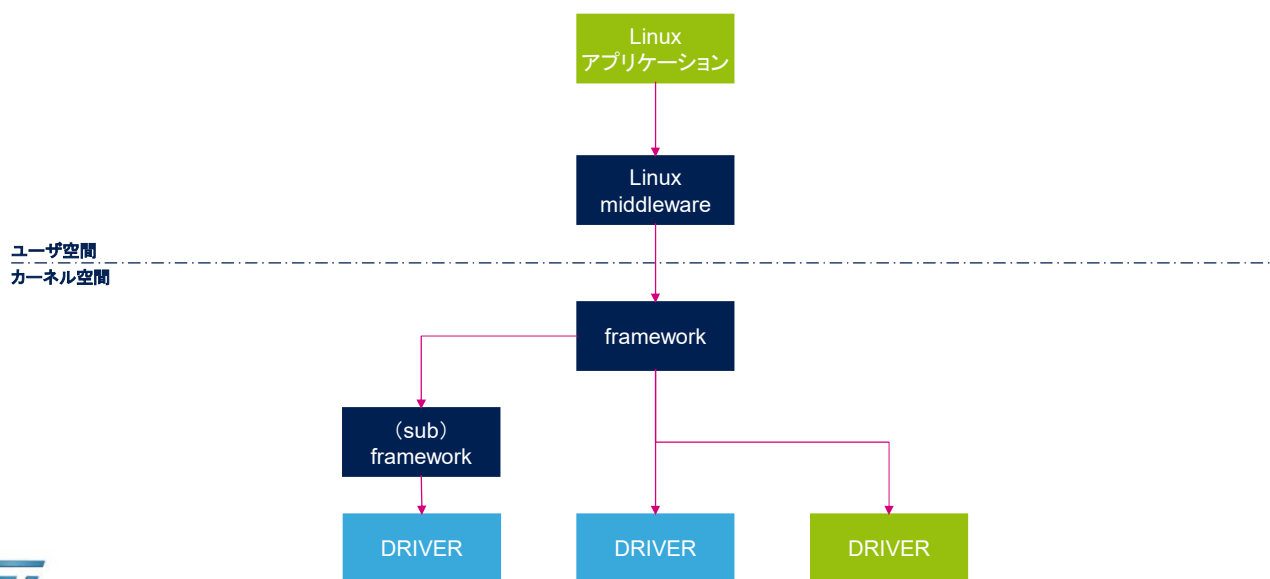 Linux
アプリケーション
Linux
middleware
ユーザ空間
カーネル空間
framework
（sub）
framework
DRIVER
DRIVER
DRIVER